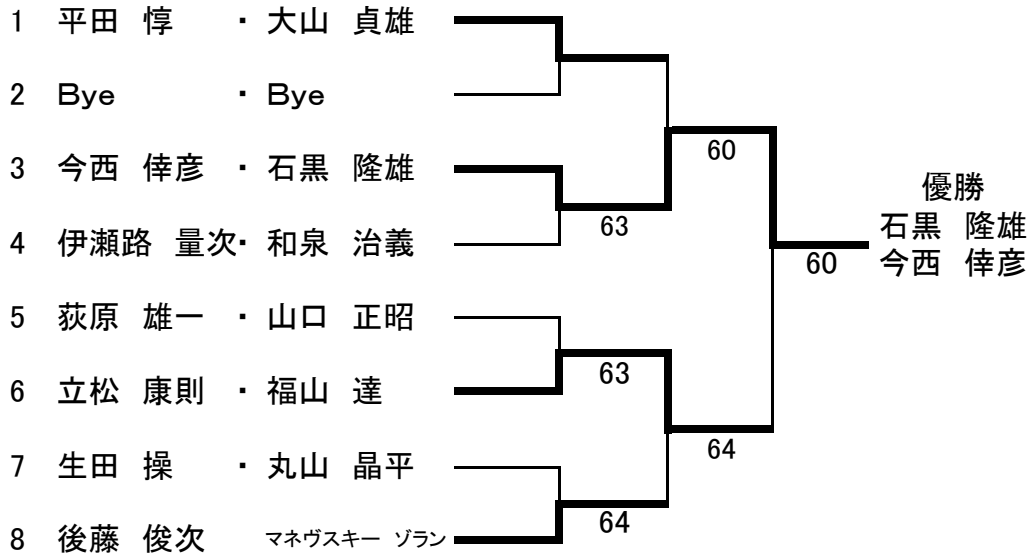 1 平田 惇 ・ 大山 貞雄
2 Bye ・ Bye
60
3 今西 倖彦 ・ 石黒 隆雄
優勝
63
石黒 隆雄
4 伊瀬路 量次・ 和泉 治義
60
今西 倖彦
5 荻原 雄一 ・ 山口 正昭
63
6 立松 康則 ・ 福山 達
64
7 生田 操 ・ 丸山 晶平
64
8 後藤 俊次 マネヴスキー ゾラン